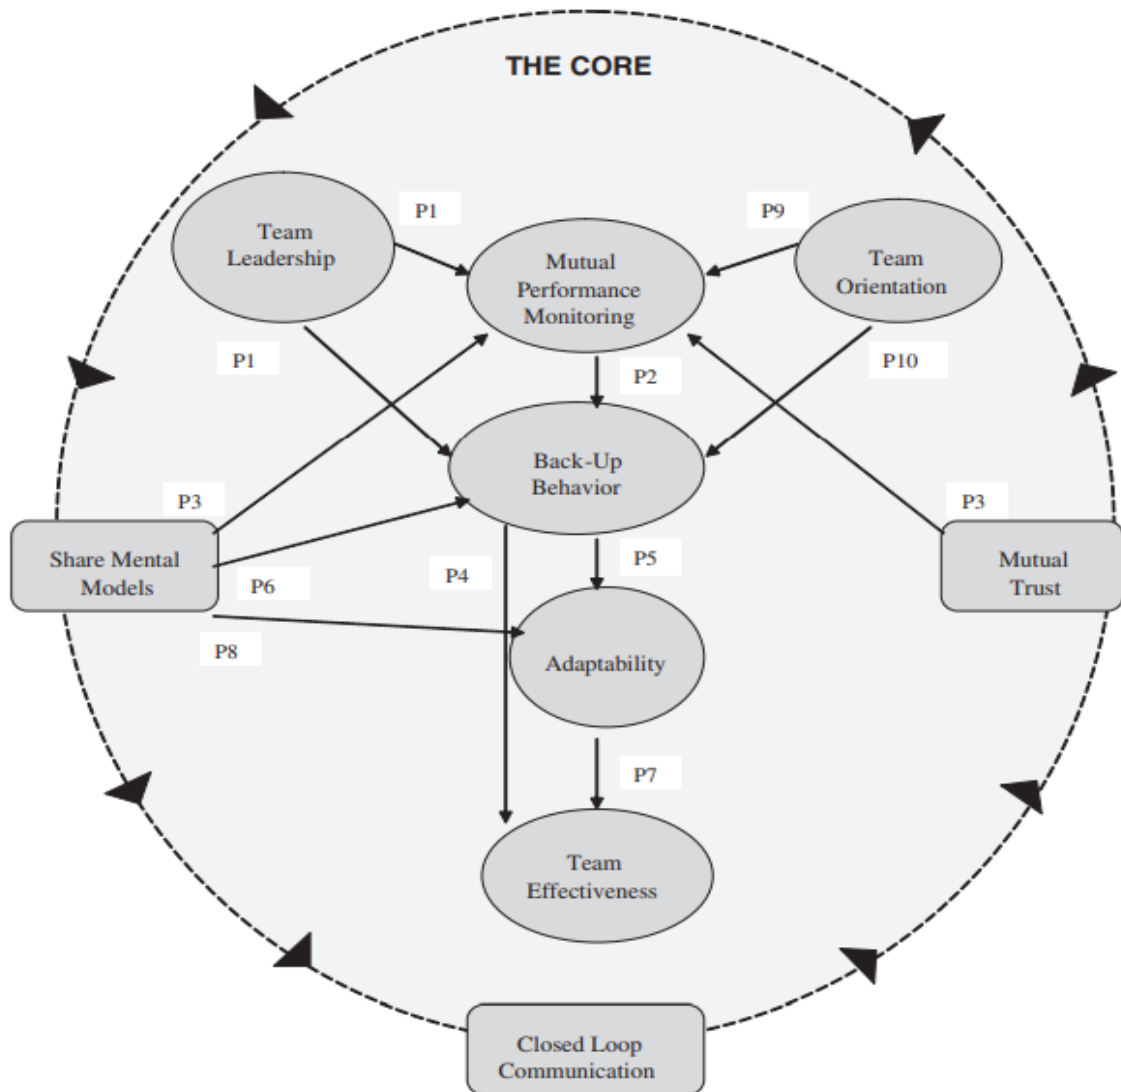 THE CORE
P1
P9
Team
Leadership
Mutual
Performance
Monitoring
Team
Orientation
P1
P2
P10
Back-Up
Behavior
P3
P3
Share Mental
Models
P6
P4
P5
Mutual
Trust
P8
Adaptability
P7
Team
Effectiveness
Closed Loop
Communication